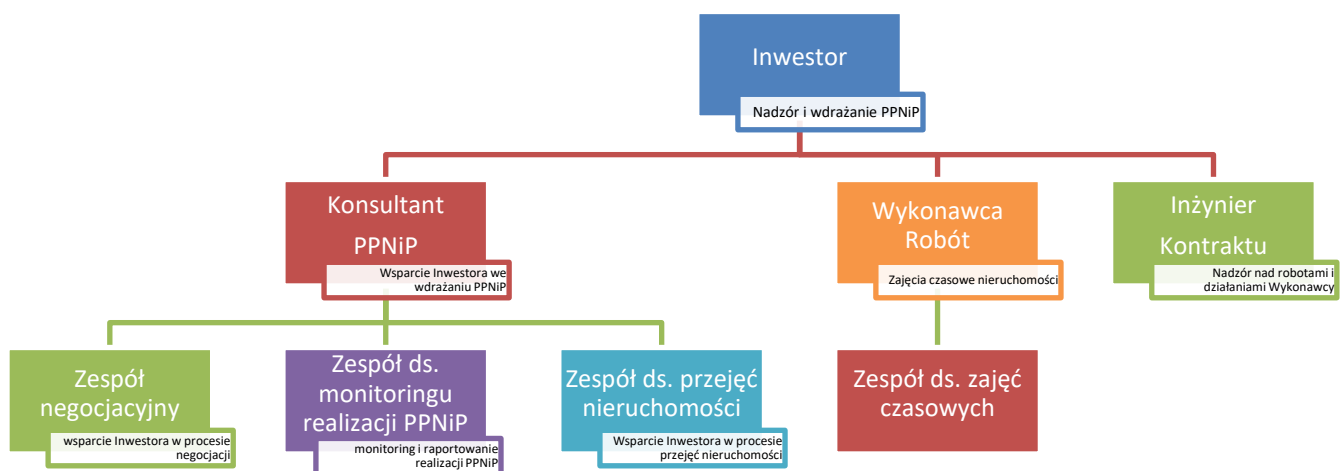 Inwestor
Nadzór i wdrażanie PPNiP
Konsultant
PPNiP
Wsparcie Inwestora we
wdrażaniu PPNiP
Wykonawca
Robót
Zajęcia czasowe nieruchomości
Inżynier
Kontraktu
Nadzór nad robotami i
działaniami Wykonawcy
Zespół
negocjacyjny
wsparcie Inwestora w procesie
negocjacji
Zespół ds.
monitoringu
realizacji PPNiP
monitoring i raportowanie
realizacji PPNiP
Zespół ds. przejęć
nieruchomości
Wsparcie Inwestora w procesie
przejęć nieruchomości
Zespół ds. zajęć
czasowych